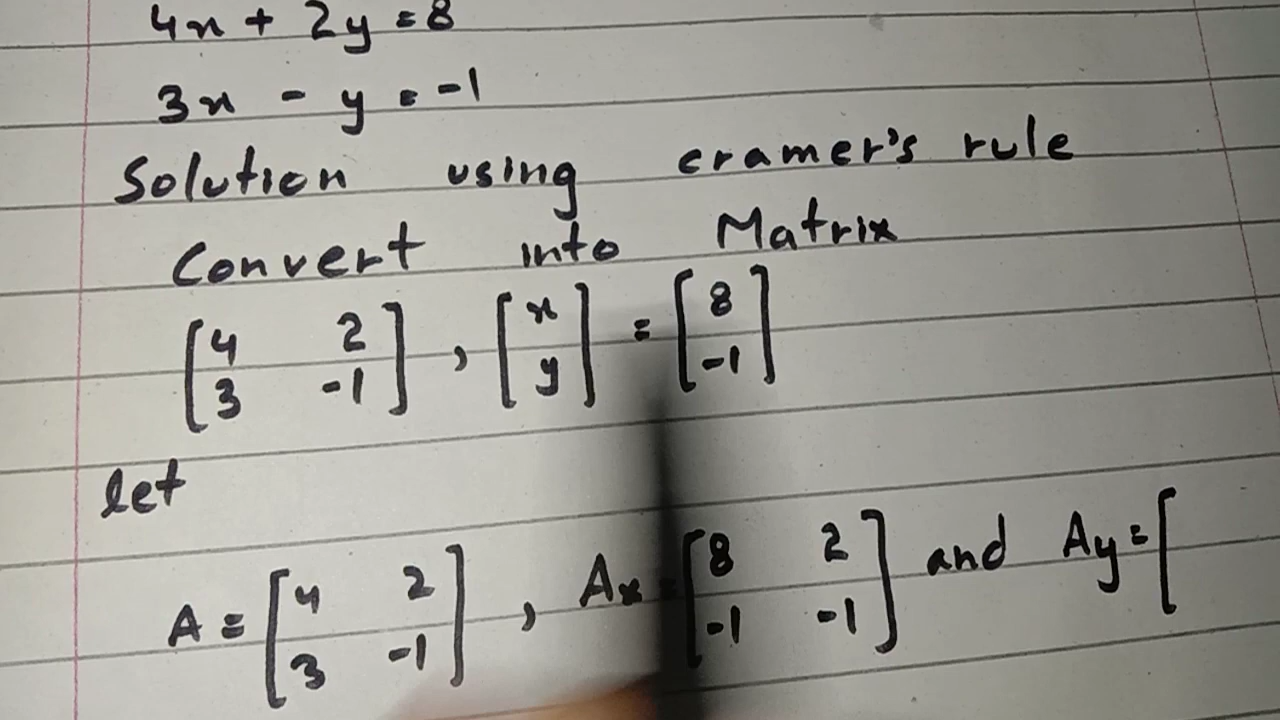 4x + 2y = 8
3x - y = -1
Solution using cramer's rule
Convert into Matrix
[4 2
3 -1] , [x
y] = [8
-1]
let
A = [4 2
3 -1] , Ax = [8 2
-1 -1] and Ay = [